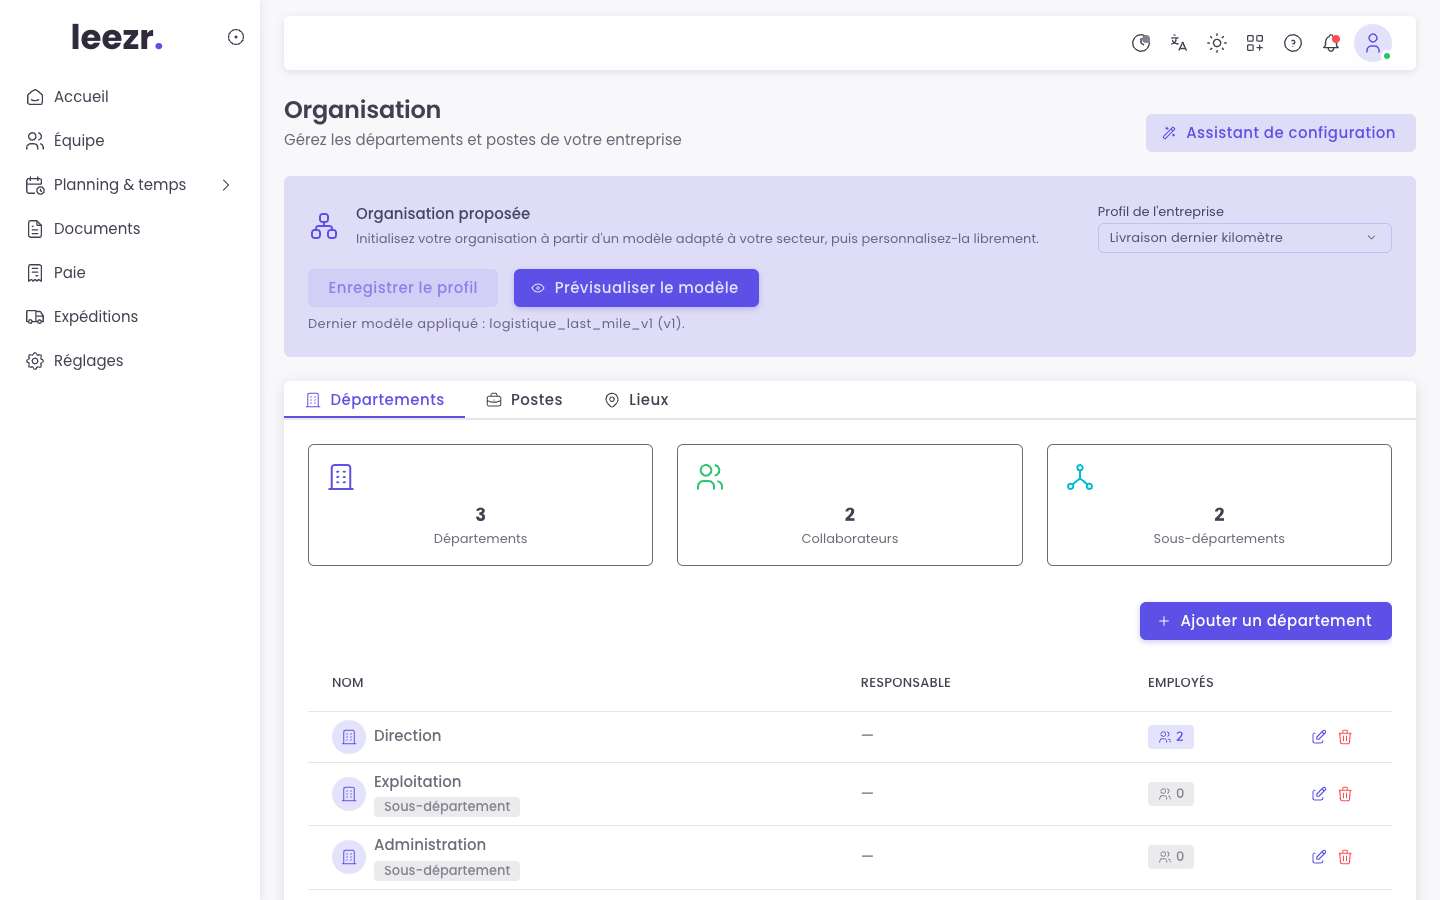 leezr.
Accueil
Équipe
Planning & temps
Documents
Paie
Expéditions
Réglages
Organisation
Gérez les départements et postes de votre entreprise
Assistant de configuration
Organisation proposée
Initialisez votre organisation à partir d'un modèle adapté à votre secteur, puis personnalisez-la librement.
Profil de l'entreprise
Livraison dernier kilomètre
Enregistrer le profil
Prévisualiser le modèle
Dernier modèle appliqué : logistique_last_mile_v1 (v1).
Départements
Postes
Lieux
3
Départements
2
Collaborateurs
2
Sous-départements
Ajouter un département
NOM
RESPONSABLE
EMPLOYÉS
Direction
—
2
Exploitation
Sous-département
—
0
Administration
Sous-département
—
0